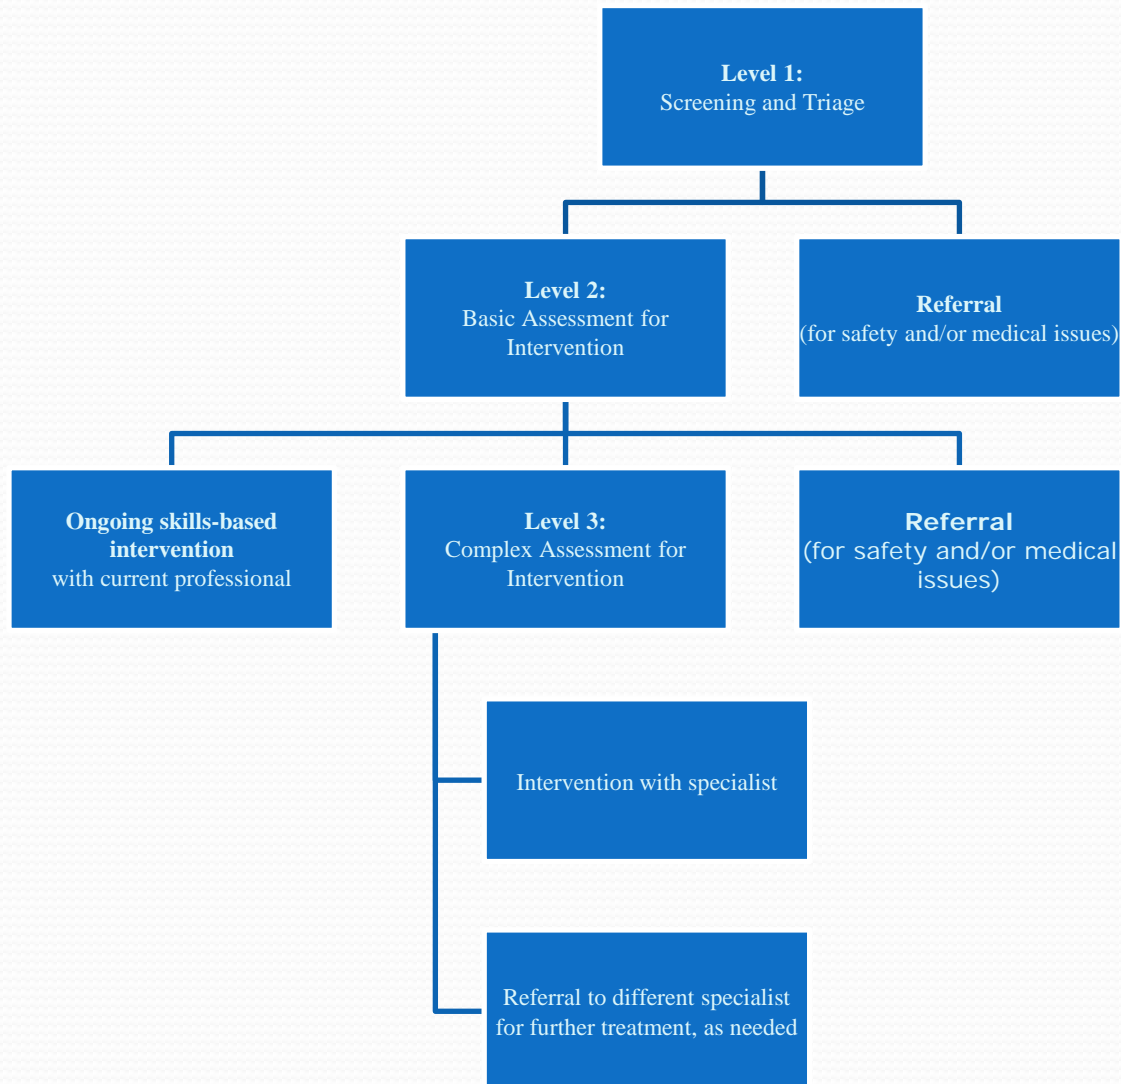 Level 1:
Screening and Triage
Level 2:
Basic Assessment for
Intervention
Referral
(for safety and/or medical issues)
Ongoing skills-based
intervention
with current professional
Level 3:
Complex Assessment for
Intervention
Referral
(for safety and/or medical
issues)
Intervention with specialist
Referral to different specialist
for further treatment, as needed